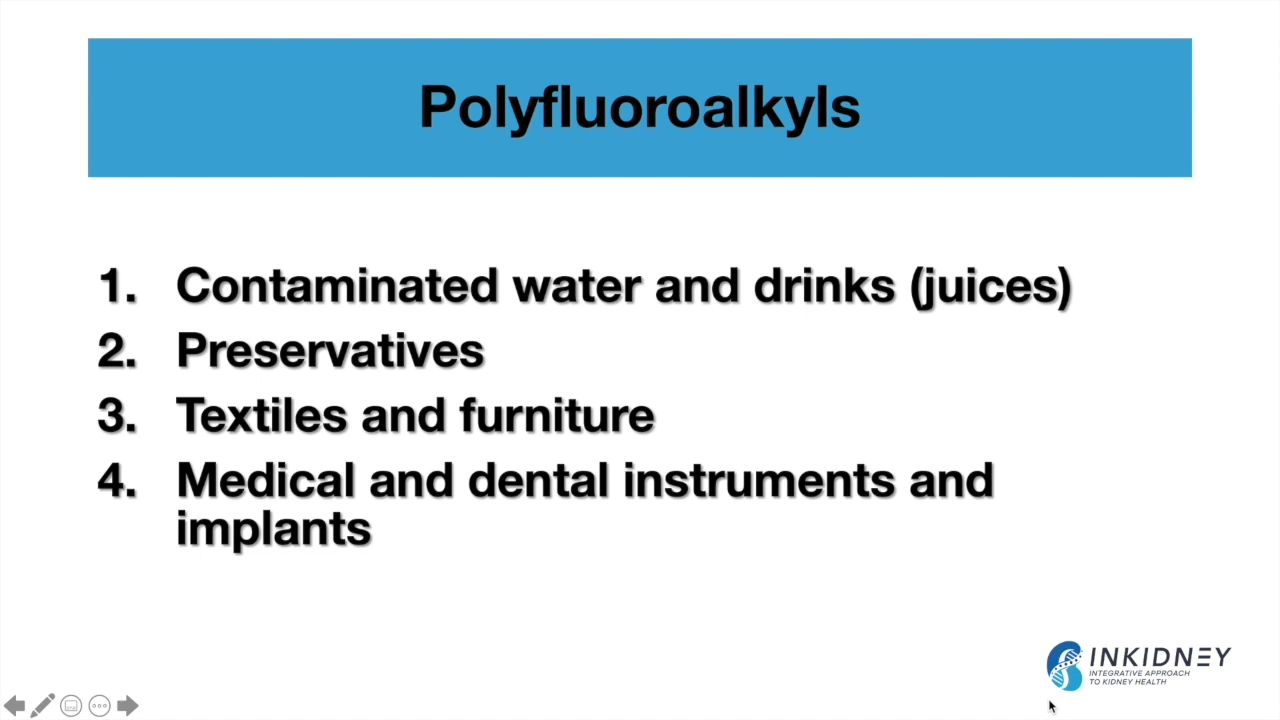 Polyfluoroalkyls
1. Contaminated water and drinks (juices)
2. Preservatives
3. Textiles and furniture
4. Medical and dental instruments and
implants
INKIDNEY
INTEGRATIVE APPROACH
TO KIDNEY HEALTH